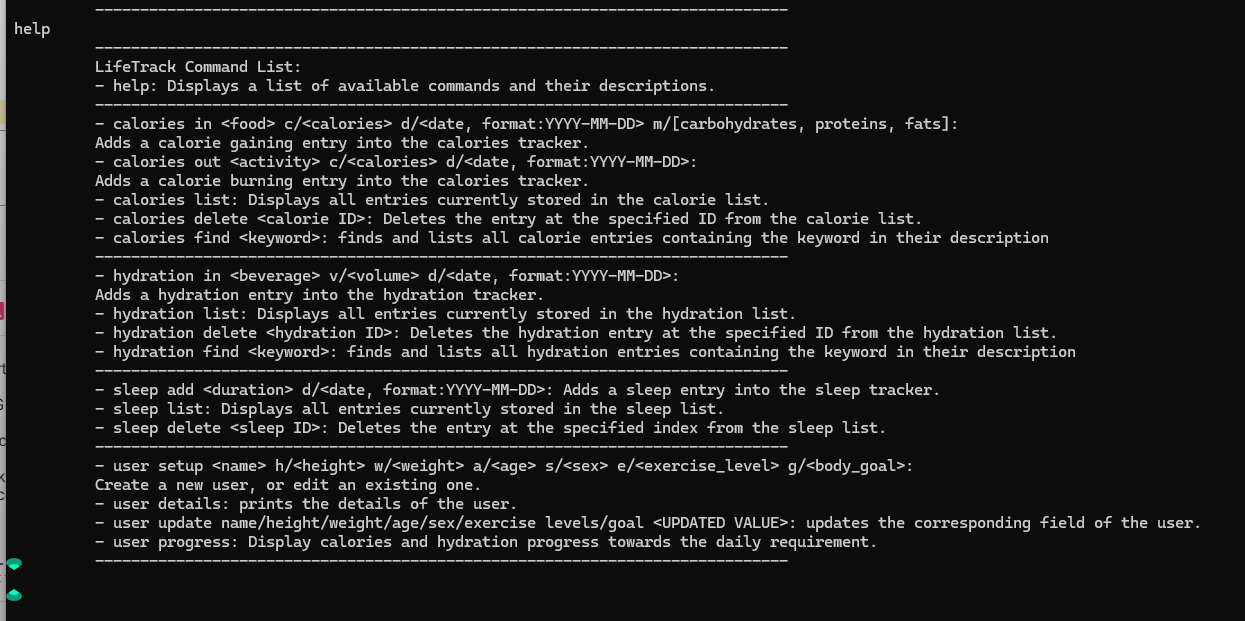 help
LifeTrack Command List:
- help: Displays a list of available commands and their descriptions.
- calories in <food> c/<calories> d/<date, format:YYYY-MM-DD> m/[carbohydrates, proteins, fats]:
Adds a calorie gaining entry into the calories tracker.
- calories out <activity> c/<calories> d/<date, format:YYYY-MM-DD>:
Adds a calorie burning entry into the calories tracker.
- calories list: Displays all entries currently stored in the calorie list.
- calories delete <calorie ID>: Deletes the entry at the specified ID from the calorie list.
- calories find <keyword>: finds and lists all calorie entries containing the keyword in their description
- hydration in <beverage> v/<volume> d/<date, format:YYYY-MM-DD>:
Adds a hydration entry into the hydration tracker.
- hydration list: Displays all entries currently stored in the hydration list.
- hydration delete <hydration ID>: Deletes the hydration entry at the specified ID from the hydration list.
- hydration find <keyword>: finds and lists all hydration entries containing the keyword in their description
- sleep add <duration> d/<date, format:YYYY-MM-DD>: Adds a sleep entry into the sleep tracker.
- sleep list: Displays all entries currently stored in the sleep list.
- sleep delete <sleep ID>: Deletes the entry at the specified index from the sleep list.
- user setup <name> h/<height> w/<weight> a/<age> s/<sex> e/<exercise_level> g/<body_goal>:
Create a new user, or edit an existing one.
- user details: prints the details of the user.
- user update name/height/weight/age/sex/exercise levels/goal <UPDATED VALUE>: updates the corresponding field of the user.
- user progress: Display calories and hydration progress towards the daily requirement.